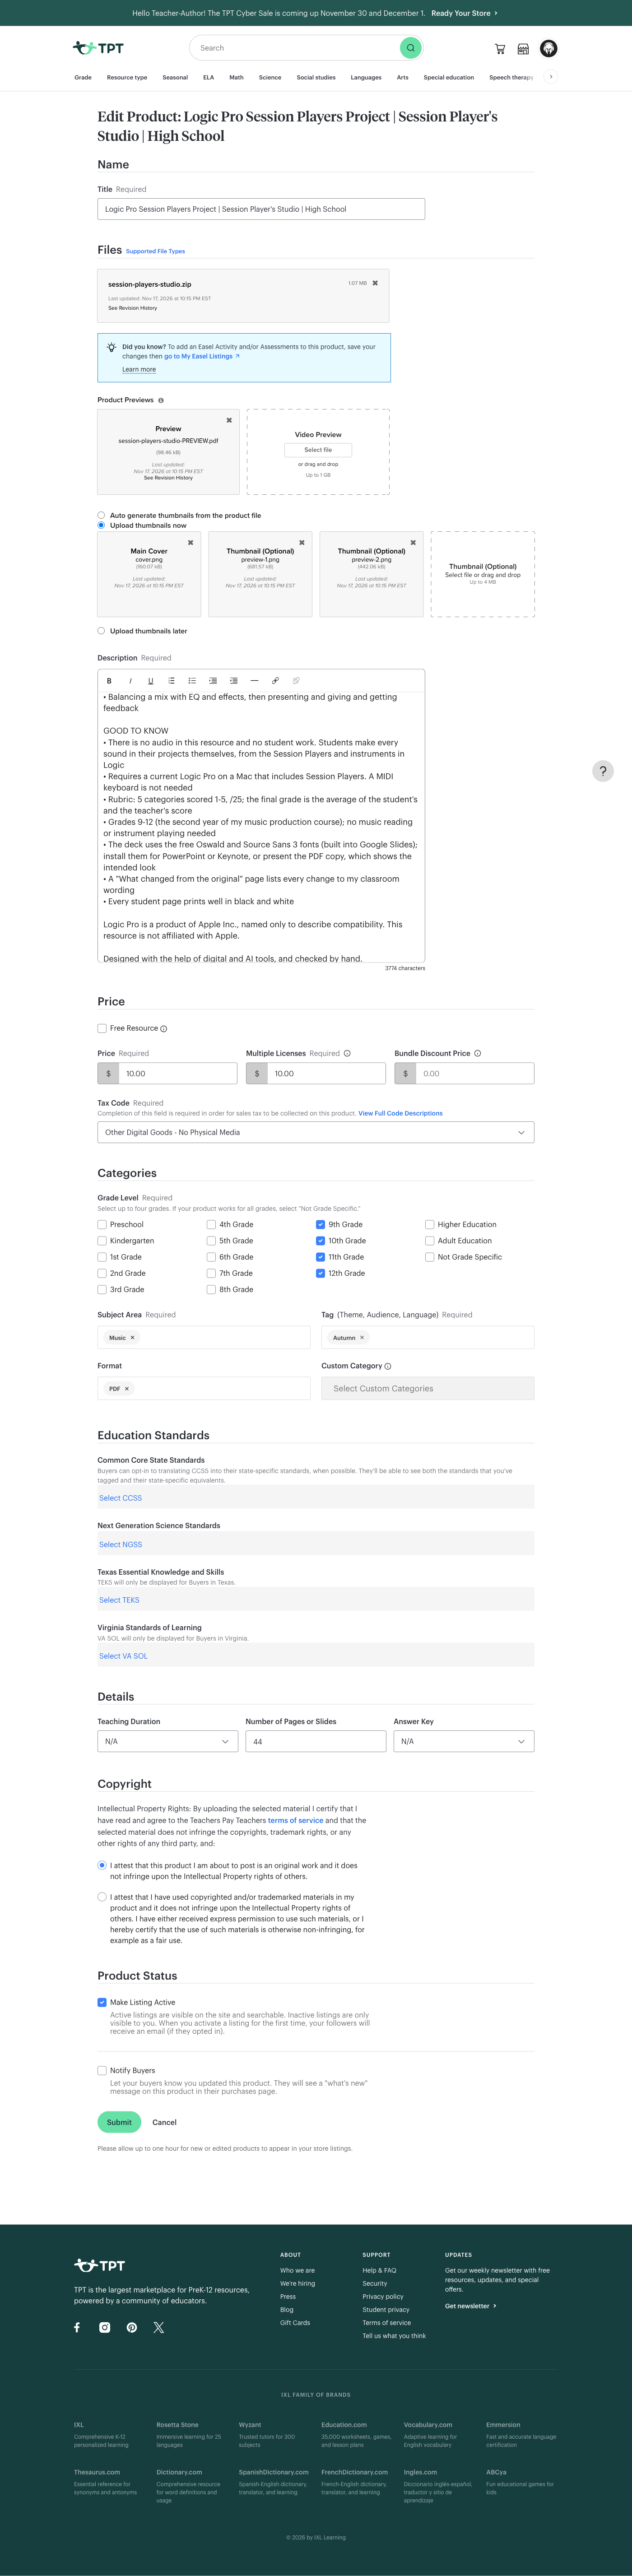 Hello Teacher-Author! The TPT Cyber Sale is coming up November 30 and December 1. Ready Your Store
TPT
Search
Grade Resource type Seasonal ELA Math Science Social studies Languages Arts Special education Speech therapy
Edit Product: Logic Pro Session Players Project | Session Player's
Studio | High School
Name
Title Required
Logic Pro Session Players Project | Session Player's Studio | High School
Files Supported File Types
session-players-studio.zip 1.07 MB ✖
Last updated: Nov 17, 2026 at 10:15 PM EST
See Revision History
Did you know? To add an Easel Activity and/or Assessments to this product, save your
changes then go to My Easel Listings
Learn more
Product Previews
Preview
session-players-studio-PREVIEW.pdf
(98.46 kB)
Last updated:
Nov 17, 2026 at 10:15 PM EST
See Revision History
Video Preview
Select file
or drag and drop
Up to 1 GB
Auto generate thumbnails from the product file
Upload thumbnails now
Main Cover
cover.png
(160.07 kB)
Last updated:
Nov 17, 2026 at 10:15 PM EST
Thumbnail (Optional)
preview-1.png
(681.57 kB)
Last updated:
Nov 17, 2026 at 10:15 PM EST
Thumbnail (Optional)
preview-2.png
(442.06 kB)
Last updated:
Nov 17, 2026 at 10:15 PM EST
Thumbnail (Optional)
Select file or drag and drop
Up to 4 MB
Upload thumbnails later
Description Required
B I U
• Balancing a mix with EQ and effects, then presenting and giving and getting
feedback
GOOD TO KNOW
• There is no audio in this resource and no student work. Students make every
sound in their projects themselves, from the Session Players and instruments in
Logic
• Requires a current Logic Pro on a Mac that includes Session Players. A MIDI
keyboard is not needed
• Rubric: 5 categories scored 1-5, /25; the final grade is the average of the student's
and the teacher's score
• Grades 9-12 (the second year of my music production course); no music reading
or instrument playing needed
• The deck uses the free Oswald and Source Sans 3 fonts (built into Google Slides);
install them for PowerPoint or Keynote, or present the PDF copy, which shows the
intended look
• A "What changed from the original" page lists every change to my classroom
wording
• Every student page prints well in black and white
Logic Pro is a product of Apple Inc., named only to describe compatibility. This
resource is not affiliated with Apple.
Designed with the help of digital and AI tools, and checked by hand.
3774 characters
?
Price
Free Resource
Price Required
$ 10.00
Multiple Licenses Required
$ 10.00
Bundle Discount Price
$ 0.00
Tax Code Required
Completion of this field is required in order for sales tax to be collected on this product. View Full Code Descriptions
Other Digital Goods - No Physical Media
Categories
Grade Level Required
Select up to four grades. If your product works for all grades, select "Not Grade Specific."
Preschool 4th Grade 9th Grade Higher Education
Kindergarten 5th Grade 10th Grade Adult Education
1st Grade 6th Grade 11th Grade Not Grade Specific
2nd Grade 7th Grade 12th Grade
3rd Grade 8th Grade
Subject Area Required
Music ✕
Tag (Theme, Audience, Language) Required
Autumn ✕
Format
PDF ✕
Custom Category
Select Custom Categories
Education Standards
Common Core State Standards
Buyers can opt-in to translating CCSS into their state-specific standards, when possible. They'll be able to see both the standards that you've
tagged and their state-specific equivalents.
Select CCSS
Next Generation Science Standards
Select NGSS
Texas Essential Knowledge and Skills
TEKS will only be displayed for Buyers in Texas.
Select TEKS
Virginia Standards of Learning
VA SOL will only be displayed for Buyers in Virginia.
Select VA SOL
Details
Teaching Duration
N/A
Number of Pages or Slides
44
Answer Key
N/A
Copyright
Intellectual Property Rights: By uploading the selected material I certify that I
have read and agree to the Teachers Pay Teachers terms of service and that the
selected material does not infringe the copyrights, trademark rights, or any
other rights of any third party, and:
I attest that this product I am about to post is an original work and it does
not infringe upon the Intellectual Property rights of others.
I attest that I have used copyrighted and/or trademarked materials in my
product and it does not infringe upon the Intellectual Property rights of
others. I have either received express permission to use such materials, or I
hereby certify that the use of such materials is otherwise non-infringing, for
example as a fair use.
Product Status
Make Listing Active
Active listings are visible on the site and searchable. Inactive listings are only
visible to you. When you activate a listing for the first time, your followers will
receive an email (if they opted in).
Notify Buyers
Let your buyers know you updated this product. They will see a "what's new"
message on this product in their purchases page.
Submit Cancel
Please allow up to one hour for new or edited products to appear in your store listings.
TPT
TPT is the largest marketplace for PreK-12 resources,
powered by a community of educators.
ABOUT
Who we are
We're hiring
Press
Blog
Gift Cards
SUPPORT
Help & FAQ
Security
Privacy policy
Student privacy
Terms of service
Tell us what you think
UPDATES
Get our weekly newsletter with free
resources, updates, and special
offers.
Get newsletter
IXL FAMILY OF BRANDS
IXL
Comprehensive K-12
personalized learning
Rosetta Stone
Immersive learning for 25
languages
Wyzant
Trusted tutors for 300
subjects
Education.com
35,000 worksheets, games,
and lesson plans
Vocabulary.com
Adaptive learning for
English vocabulary
Emmersion
Fast and accurate language
certification
Thesaurus.com
Essential reference for
synonyms and antonyms
Dictionary.com
Comprehensive resource
for word definitions and
usage
SpanishDictionary.com
Spanish-English dictionary,
translator, and learning
FrenchDictionary.com
French-English dictionary,
translator, and learning
Ingles.com
Diccionario inglés-español,
traductor y sitio de
aprendizaje
ABCya
Fun educational games for
kids
© 2026 by IXL Learning